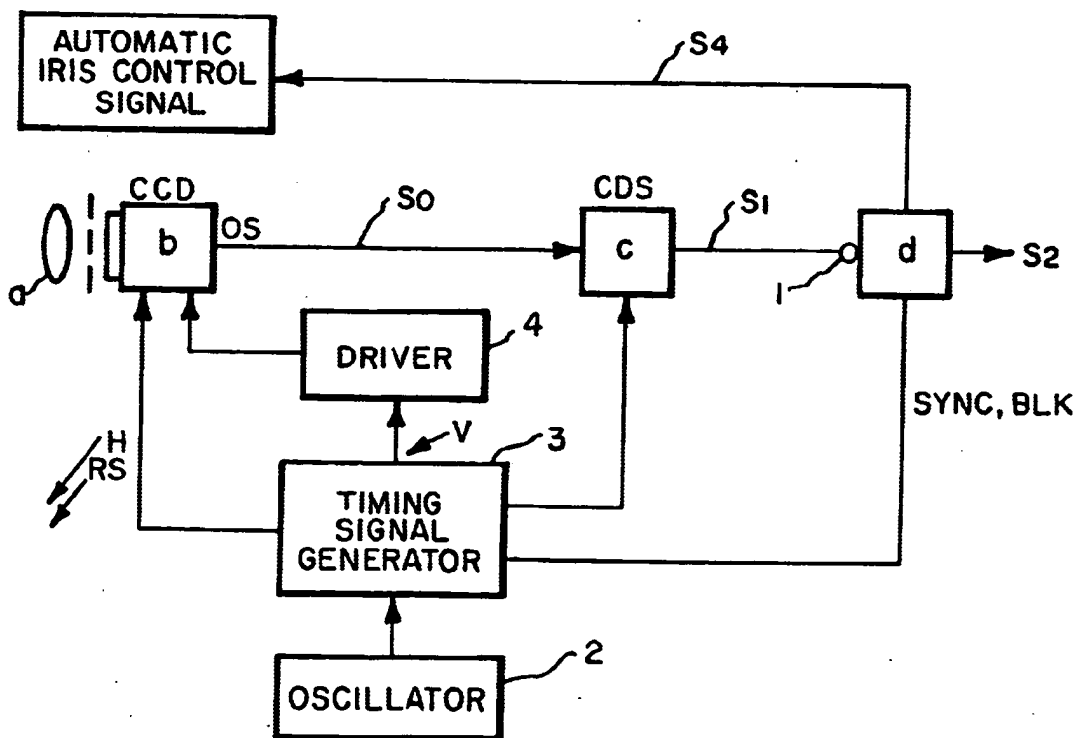 AUTOMATIC
IRIS CONTROL
SIGNAL
S4
CCD
CDS
a
b
OS
S0
c
S1
1
d
S2
4
DRIVER
SYNC, BLK
V
3
H
RS
TIMING
SIGNAL
GENERATOR
2
OSCILLATOR